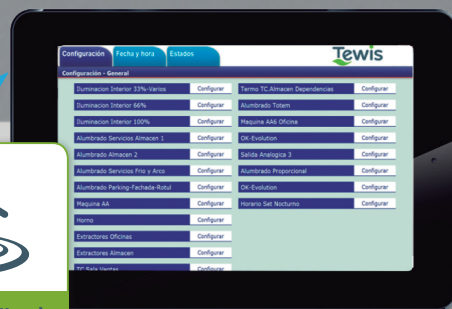 Configuración
Fecha y hora
Estados
Tewis
Configuración - General
Iluminacion Interior 33%-Varios Configurar
Iluminacion Interior 66% Configurar
Iluminacion Interior 100% Configurar
Alumbrado Servicios Almacen 1 Configurar
Alumbrado Almacen 2 Configurar
Alumbrado Servicios Frio y Arco Configurar
Alumbrado Parking-Fachada-Rotul Configurar
Maquina AA Configurar
Horno Configurar
Extractores Oficinas Configurar
Extractores Almacen Configurar
TC Sala Ventas Configurar
Termo TC.Almacen Dependencias Configurar
Alumbrado Totem Configurar
Maquina AA6 Oficina Configurar
OK-Evolution Configurar
Salida Analogica 3 Configurar
Alumbrado Proporcional Configurar
OK-Evolution Configurar
Horario Set Nocturno Configurar